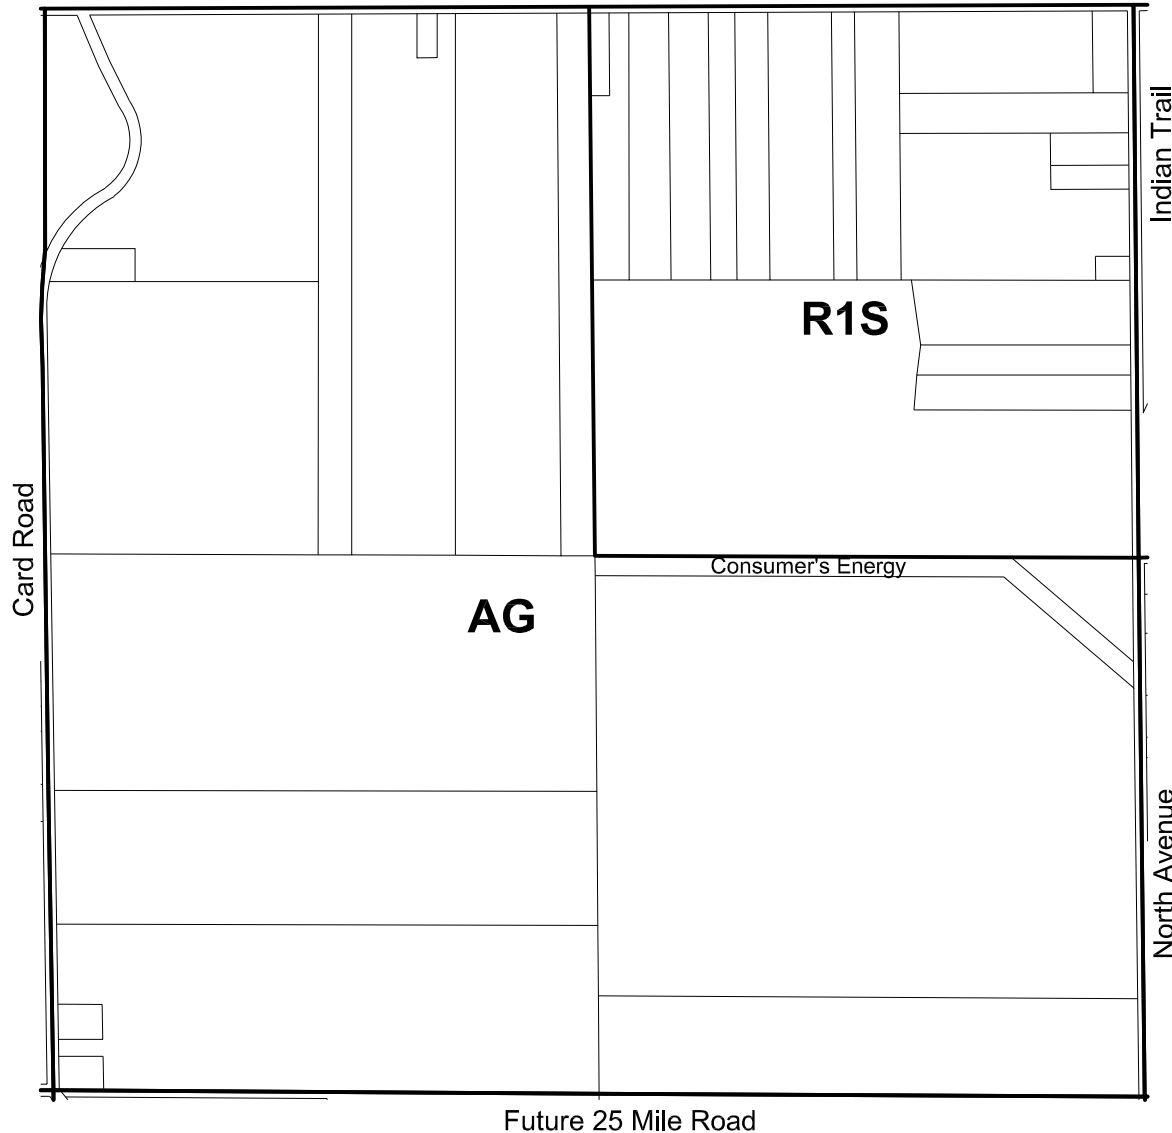 Indian Trail
R1S
Card Road
Consumer's Energy
AG
North Avenue
Future 25 Mile Road